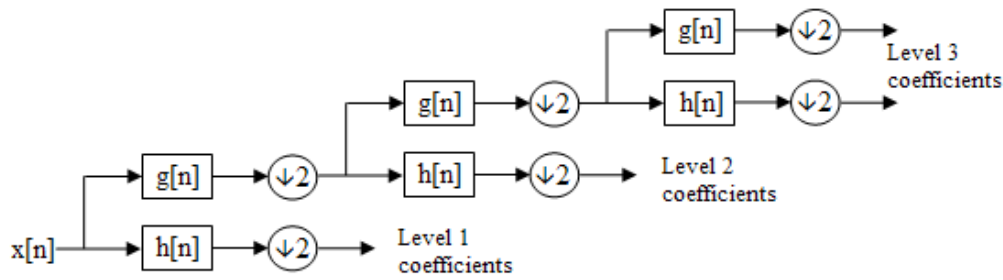 g[n] ↓2
Level 3
coefficients
g[n] ↓2 h[n] ↓2
g[n] ↓2 h[n] ↓2
Level 2
coefficients
x[n] h[n] ↓2
Level 1
coefficients